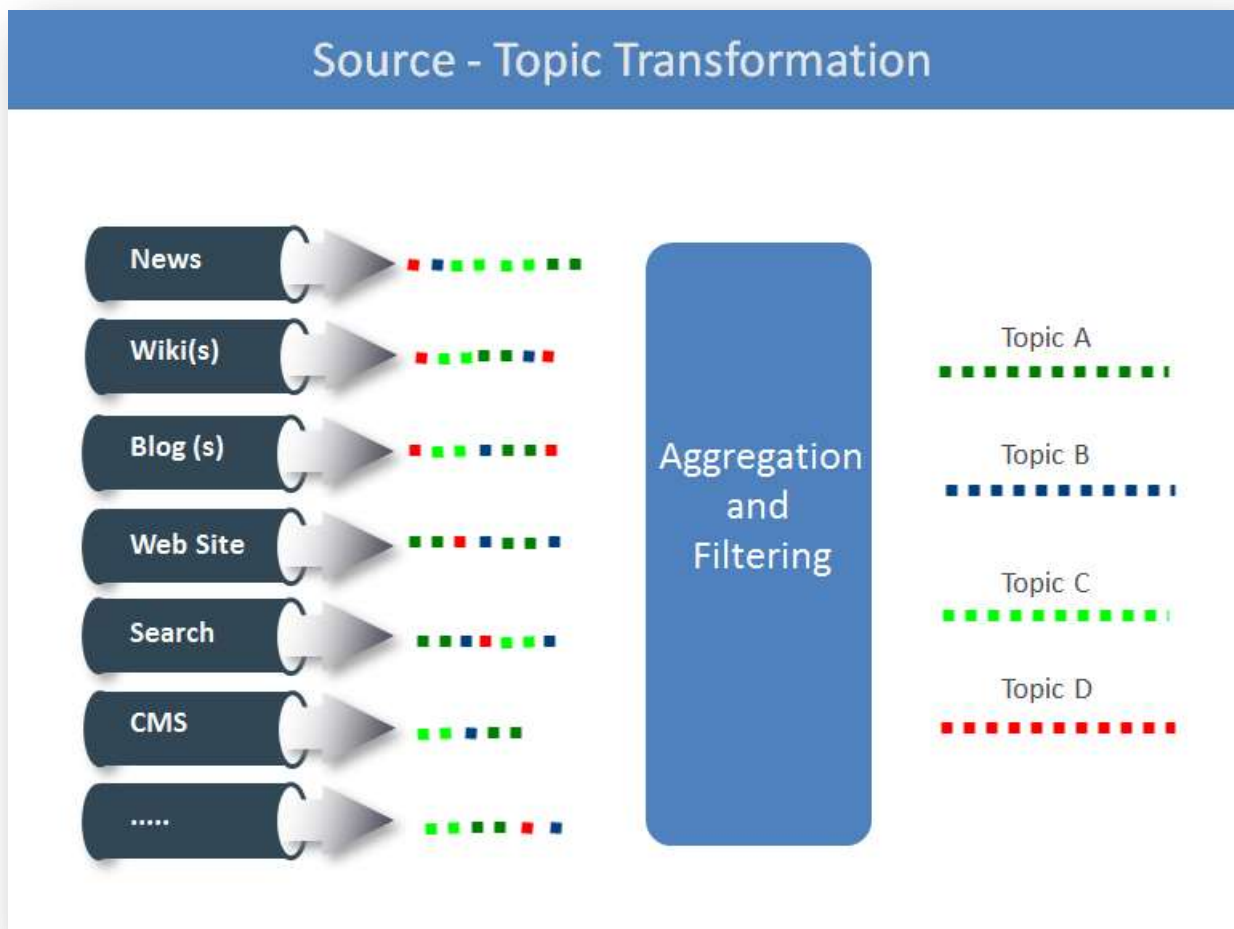 Source - Topic Transformation
News
Wiki(s)
Blog (s)
Web Site
Search
CMS
.....
Aggregation
and
Filtering
Topic A
Topic B
Topic C
Topic D